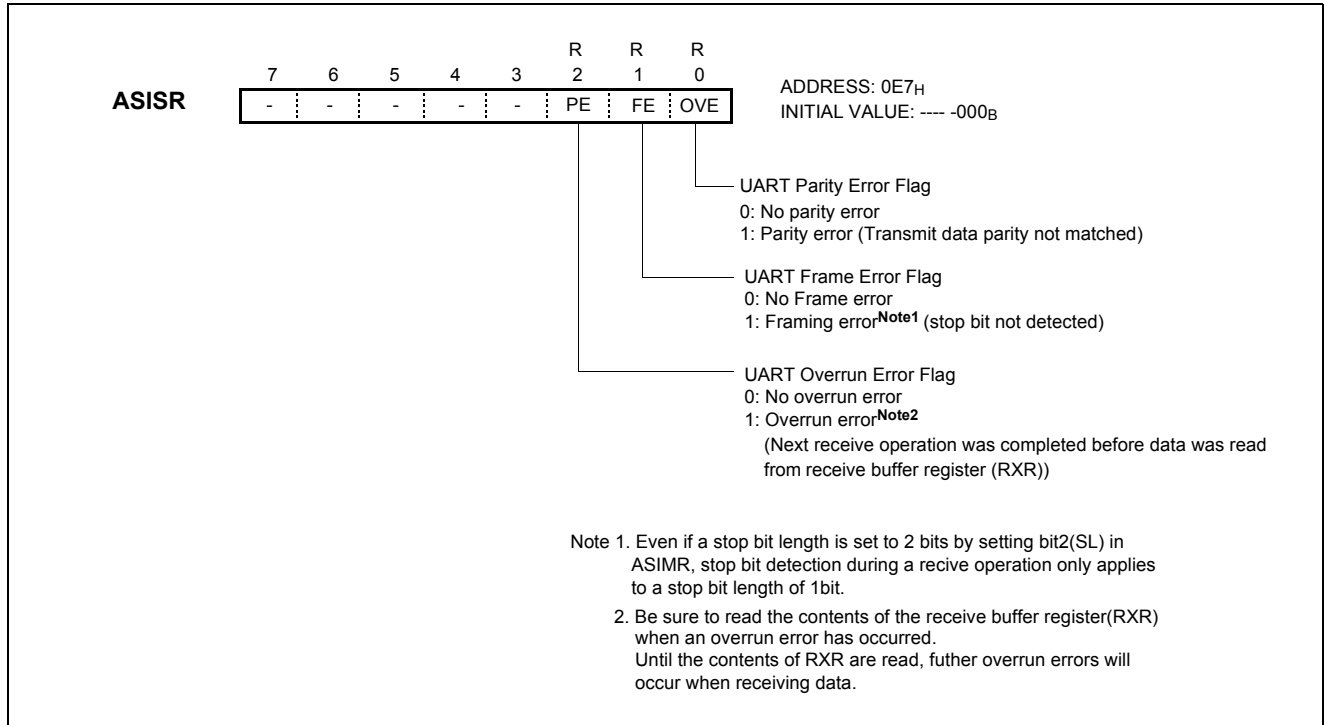 R R R
7 6 5 4 3 2 1 0
ASISR - - - - - PE FE OVE
ADDRESS: 0E7H
INITIAL VALUE: ---- -000B
UART Parity Error Flag
0: No parity error
1: Parity error (Transmit data parity not matched)
UART Frame Error Flag
0: No Frame error
1: Framing errorNote1 (stop bit not detected)
UART Overrun Error Flag
0: No overrun error
1: Overrun errorNote2
(Next receive operation was completed before data was read
from receive buffer register (RXR))
Note 1. Even if a stop bit length is set to 2 bits by setting bit2(SL) in
ASIMR, stop bit detection during a recive operation only applies
to a stop bit length of 1bit.
2. Be sure to read the contents of the receive buffer register(RXR)
when an overrun error has occurred.
Until the contents of RXR are read, futher overrun errors will
occur when receiving data.